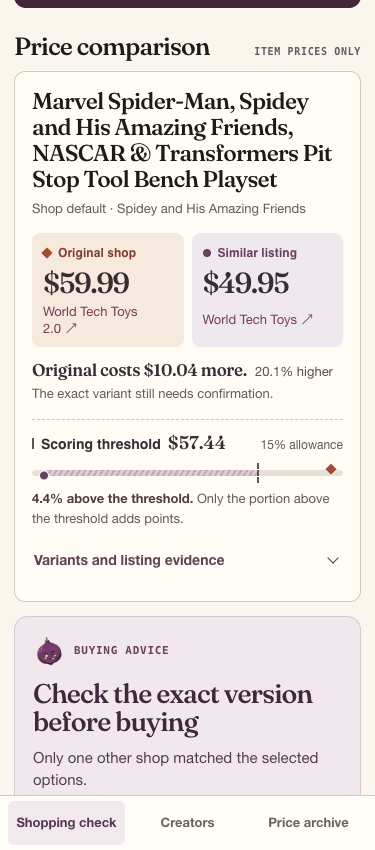 Price comparison
ITEM PRICES ONLY
Marvel Spider-Man, Spidey
and His Amazing Friends,
NASCAR & Transformers Pit
Stop Tool Bench Playset
Shop default · Spidey and His Amazing Friends
Original shop
$59.99
World Tech Toys
2.0 ↗
Similar listing
$49.95
World Tech Toys ↗
Original costs $10.04 more. 20.1% higher
The exact variant still needs confirmation.
Scoring threshold $57.44 15% allowance
4.4% above the threshold. Only the portion above
the threshold adds points.
Variants and listing evidence
BUYING ADVICE
Check the exact version
before buying
Only one other shop matched the selected
options.
Shopping check Creators Price archive